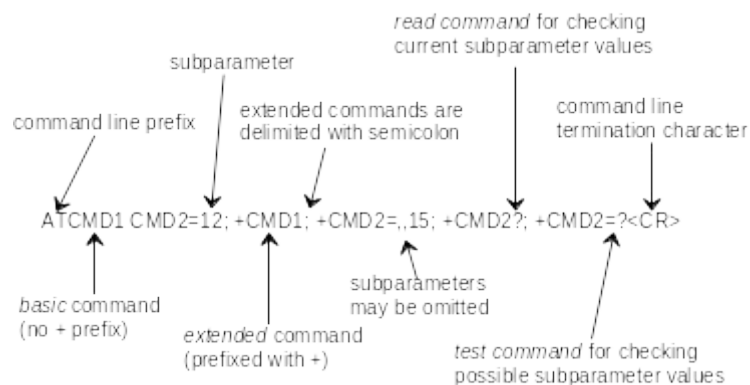 read command for checking
current subparameter values
subparameter
extended commands are
delimited with semicolon
command line
termination character
command line prefix
ATCMD1 CMD2=12; +CMD1; +CMD2=,,15; +CMD2?; +CMD2=?<CR>
basic command
(no + prefix)
extended command
(prefixed with +)
subparameters
may be omitted
test command for checking
possible subparameter values